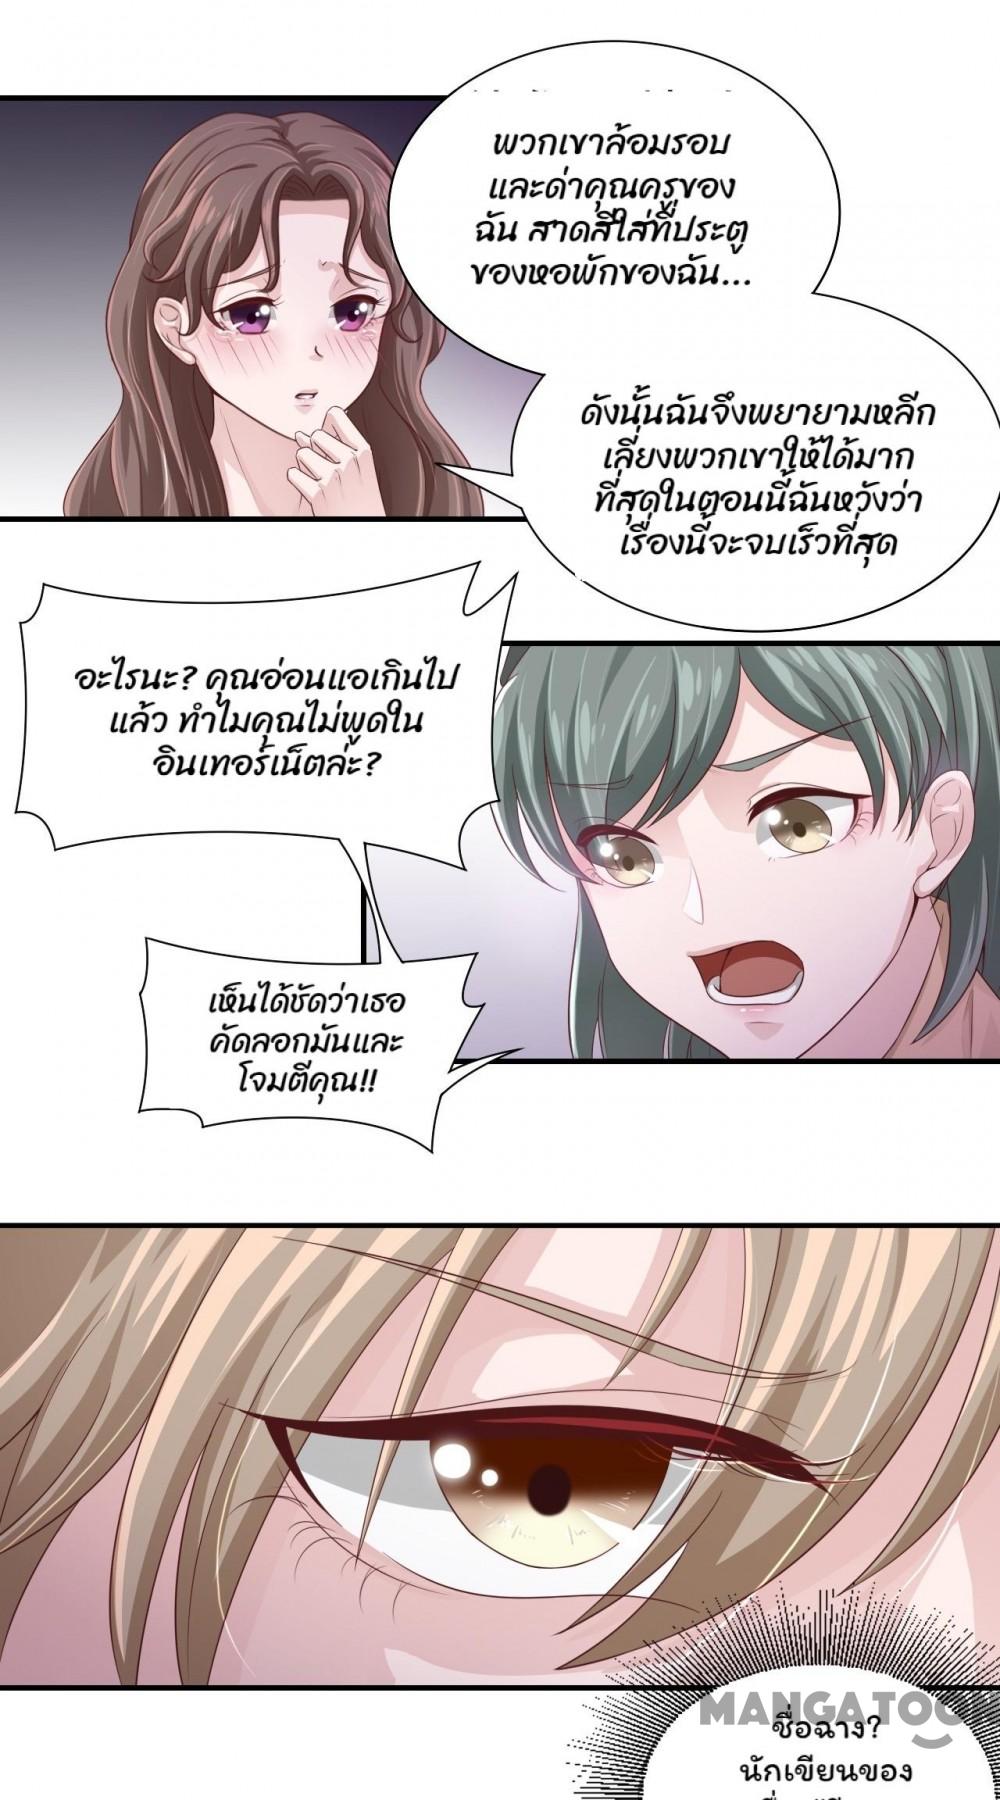 พวกเขาล้อมรอบ
และด่าคุณครูของ
ฉัน สาดสีใส่ที่ประตู
ของหอพักของฉัน...
ดังนั้นฉันจึงพยายามหลีก
เลี่ยงพวกเขาให้ได้มาก
ที่สุดในตอนนี้ฉันหวังว่า
เรื่องนี้จะจบเร็วที่สุด
อะไรนะ? คุณอ่อนแอเกินไป
แล้ว ทำไมคุณไม่พูดใน
อินเทอร์เน็ตล่ะ?
เห็นได้ชัดว่าเธอ
คัดลอกมันและ
โจมตีคุณ!!
MANGATOON
ชื่อฉาง?
นักเขียนของ